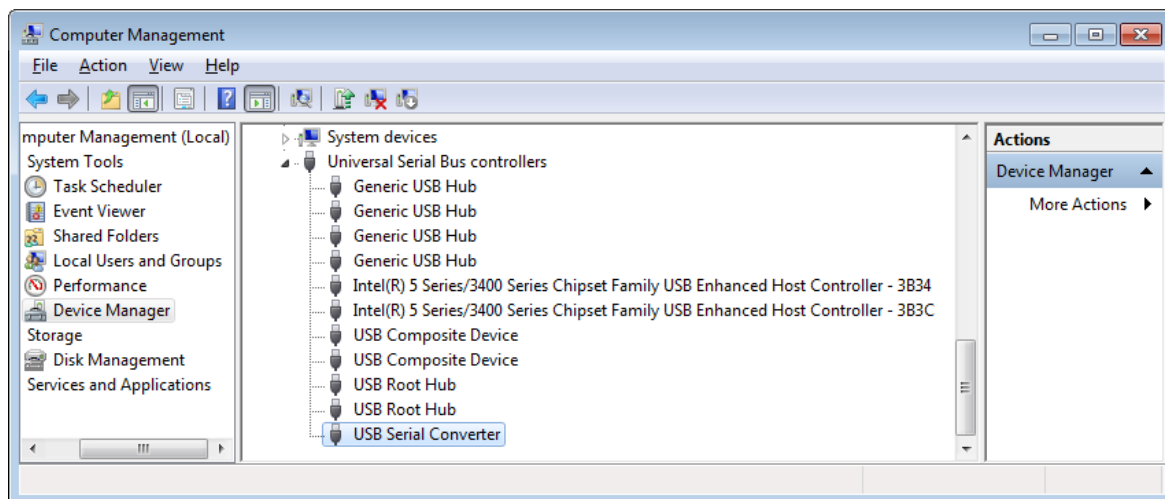 Computer Management
File Action View Help
mputer Management (Local)
System Tools
Task Scheduler
Event Viewer
Shared Folders
Local Users and Groups
Performance
Device Manager
Storage
Disk Management
Services and Applications
System devices
Universal Serial Bus controllers
Generic USB Hub
Generic USB Hub
Generic USB Hub
Generic USB Hub
Intel(R) 5 Series/3400 Series Chipset Family USB Enhanced Host Controller - 3B34
Intel(R) 5 Series/3400 Series Chipset Family USB Enhanced Host Controller - 3B3C
USB Composite Device
USB Composite Device
USB Root Hub
USB Root Hub
USB Serial Converter
Actions
Device Manager
More Actions